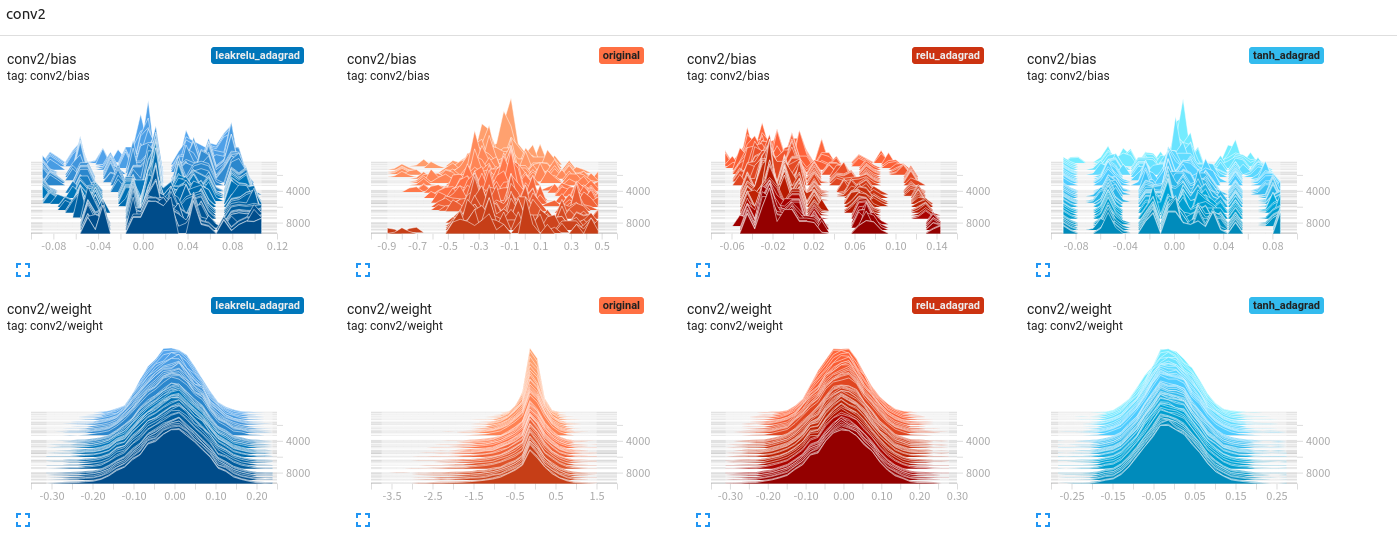 conv2
conv2/bias leakrelu_adagrad
tag: conv2/bias
4000
8000
-0.08 -0.04 0.00 0.04 0.08 0.12
conv2/bias original
tag: conv2/bias
4000
8000
-0.9 -0.7 -0.5 -0.3 -0.1 0.1 0.3 0.5
conv2/bias relu_adagrad
tag: conv2/bias
4000
8000
-0.06 -0.02 0.02 0.06 0.10 0.14
conv2/bias tanh_adagrad
tag: conv2/bias
4000
8000
-0.08 -0.04 0.00 0.04 0.08
conv2/weight leakrelu_adagrad
tag: conv2/weight
4000
8000
-0.30 -0.20 -0.10 0.00 0.10 0.20
conv2/weight original
tag: conv2/weight
4000
8000
-3.5 -2.5 -1.5 -0.5 0.5 1.5
conv2/weight relu_adagrad
tag: conv2/weight
4000
8000
-0.30 -0.20 -0.10 0.00 0.10 0.20 0.30
conv2/weight tanh_adagrad
tag: conv2/weight
4000
8000
-0.25 -0.15 -0.05 0.05 0.15 0.25